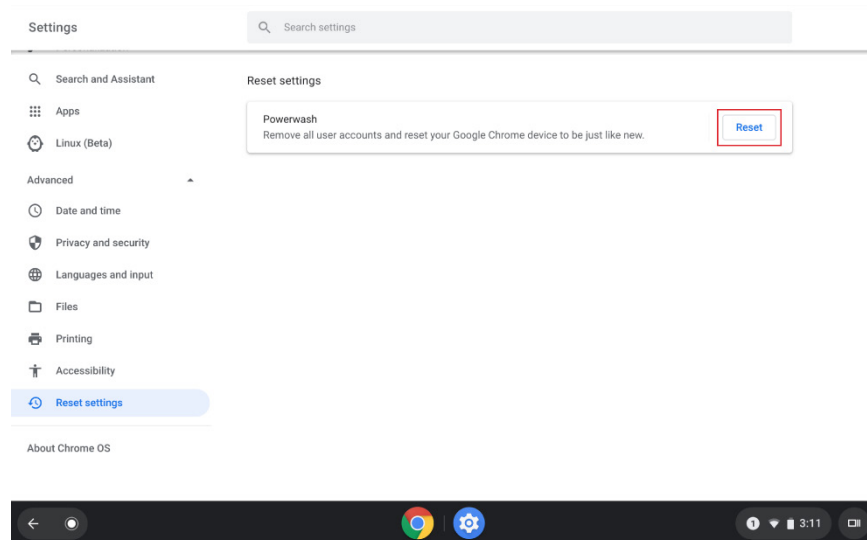 Settings
Search settings
Search and Assistant
Apps
Linux (Beta)
Advanced
Date and time
Privacy and security
Languages and input
Files
Printing
Accessibility
Reset settings
About Chrome OS
Reset settings
Powerwash
Remove all user accounts and reset your Google Chrome device to be just like new.
Reset
1
3:11